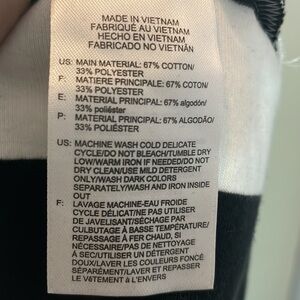 MADE IN VIETNAM
FABRIQUÉ AU VIETNAM
HECHO EN VIETNAM
FABRICADO NO VIETNÃN
US: MAIN MATERIAL: 67% COTTON/
33% POLYESTER
F: MATIERE PRINCIPALE: 67% COTON/
33% POLYESTER
E: MATERIAL PRINCIPAL: 67% algodón/
33% poliéster
P: MATERIAL PRINCIPAL: 67% ALGODÃO/
33% POLIÉSTER
US: MACHINE WASH COLD DELICATE
CYCLE/DO NOT BLEACH/TUMBLE DRY
LOW/WARM IRON IF NEEDED/DO NOT
DRY CLEAN/USE MILD DETERGENT
ONLY/WASH DARK COLORS
SEPARATELY/WASH AND IRON INSIDE
OUT
F: LAVAGE MACHINE-EAU FROIDE
CYCLE DÉLICAT/NE PAS UTILISER
DE JAVELISANT/SÉCHAGE PAR
CULBUTAGE À BASSE TEMPÉRATURE/
REPASSAGE À FER CHAUD, SI
NÉCESSAIRE/PAS DE NETTOYAGE
À SEC/UTILISER UN DÉTERGENT
DOUX/LAVER LES COULEURS FONCÉ
SÉPARÉMENT/LAVER ET REPASSER
LE VÊTEMENT À L'ENVERS